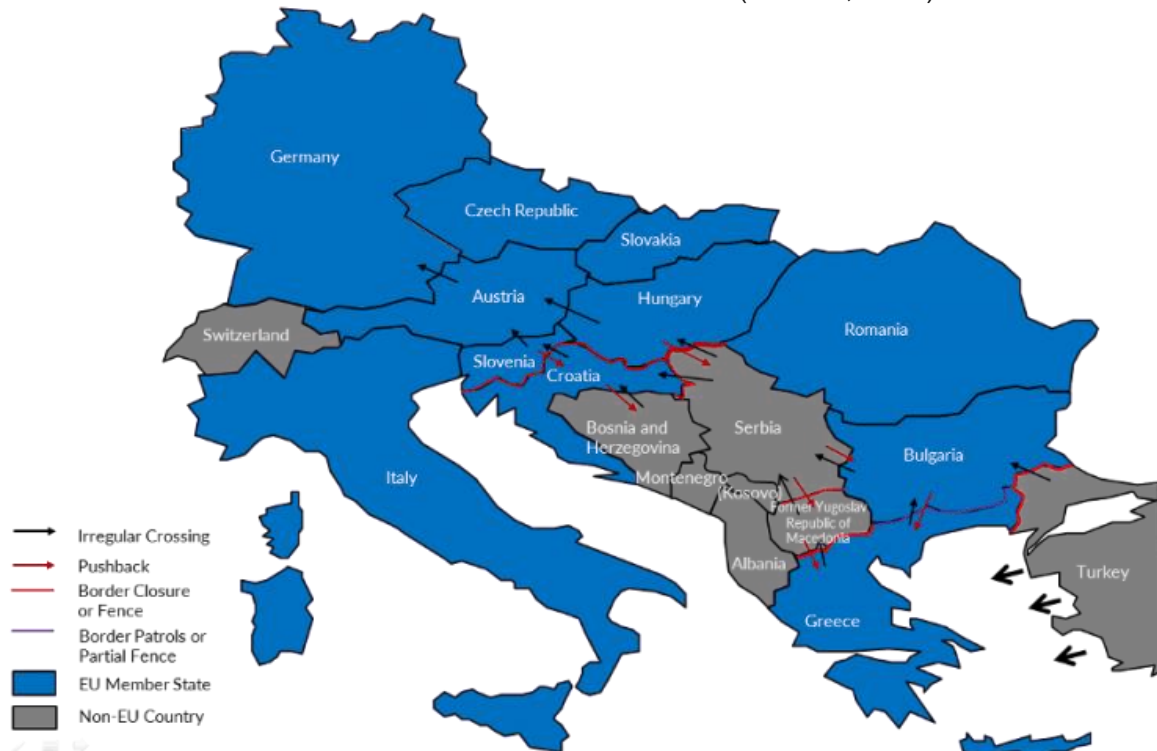 Germany
Czech Republic
Slovakia
Austria
Hungary
Switzerland
Romania
Slovenia
Croatia
Bosnia and
Herzegovina
Serbia
Bulgaria
Italy
Montenegro
(Kosovo)
Former Yugoslav
Republic of
Macedonia
Albania
Turkey
Greece
Irregular Crossing
Pushback
Border Closure
or Fence
Border Patrols or
Partial Fence
EU Member State
Non-EU Country